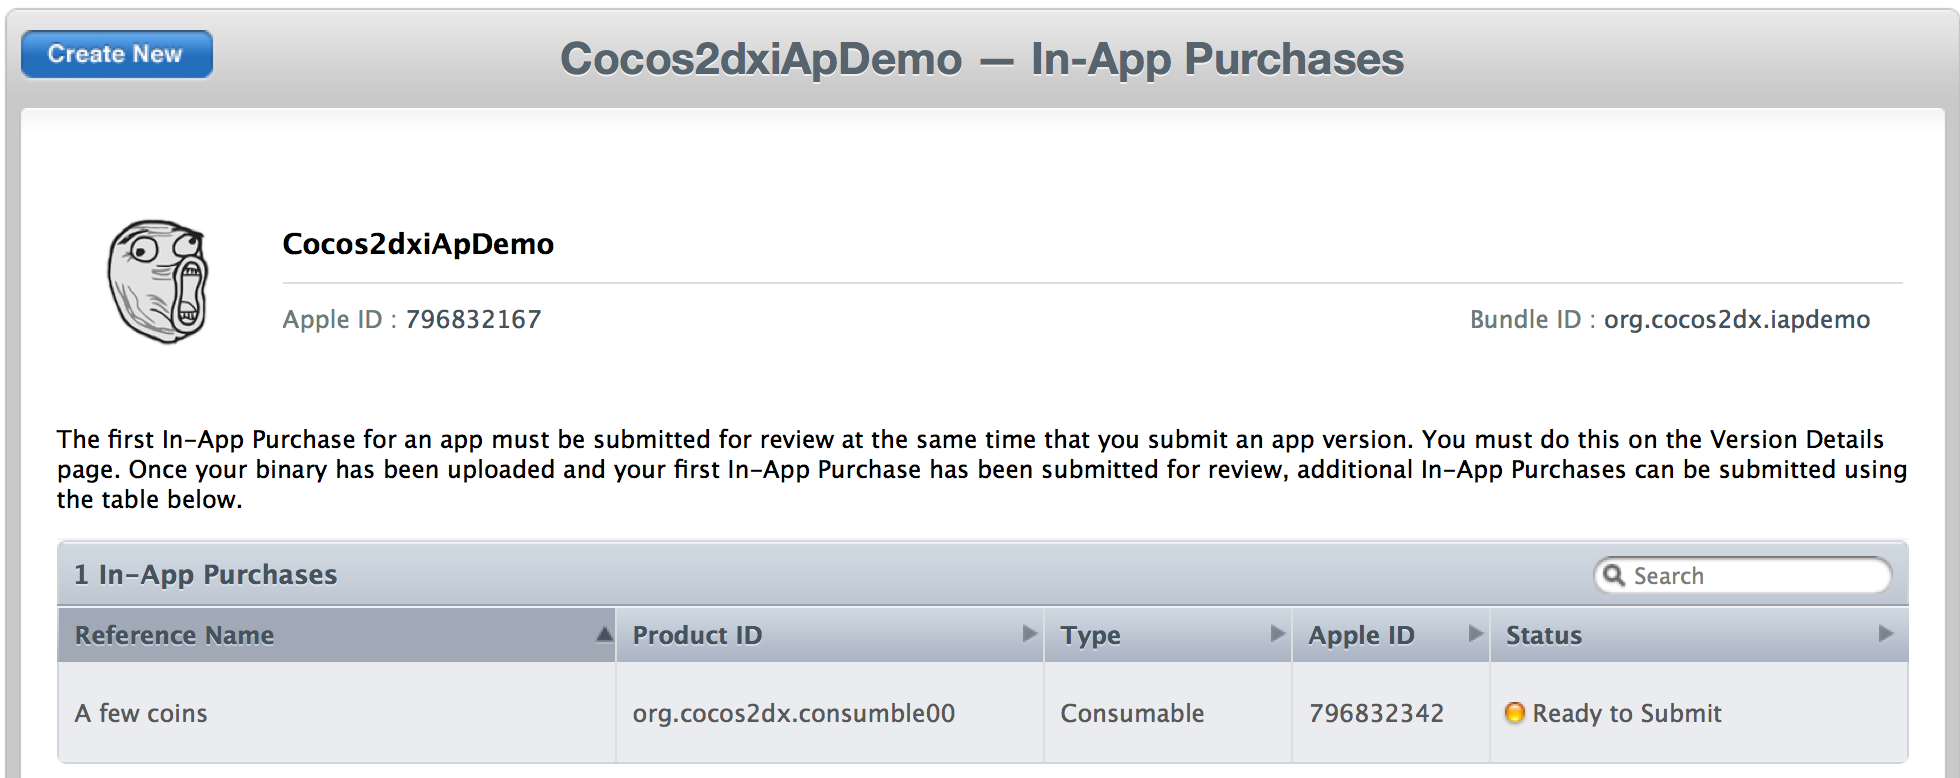 Create New
Cocos2dxiApDemo — In-App Purchases
Cocos2dxiApDemo
Apple ID : 796832167
Bundle ID : org.cocos2dx.iapdemo
The first In-App Purchase for an app must be submitted for review at the same time that you submit an app version. You must do this on the Version Details
page. Once your binary has been uploaded and your first In-App Purchase has been submitted for review, additional In-App Purchases can be submitted using
the table below.
1 In-App Purchases
Search
Reference Name Product ID Type Apple ID Status
A few coins org.cocos2dx.consumble00 Consumable 796832342 Ready to Submit